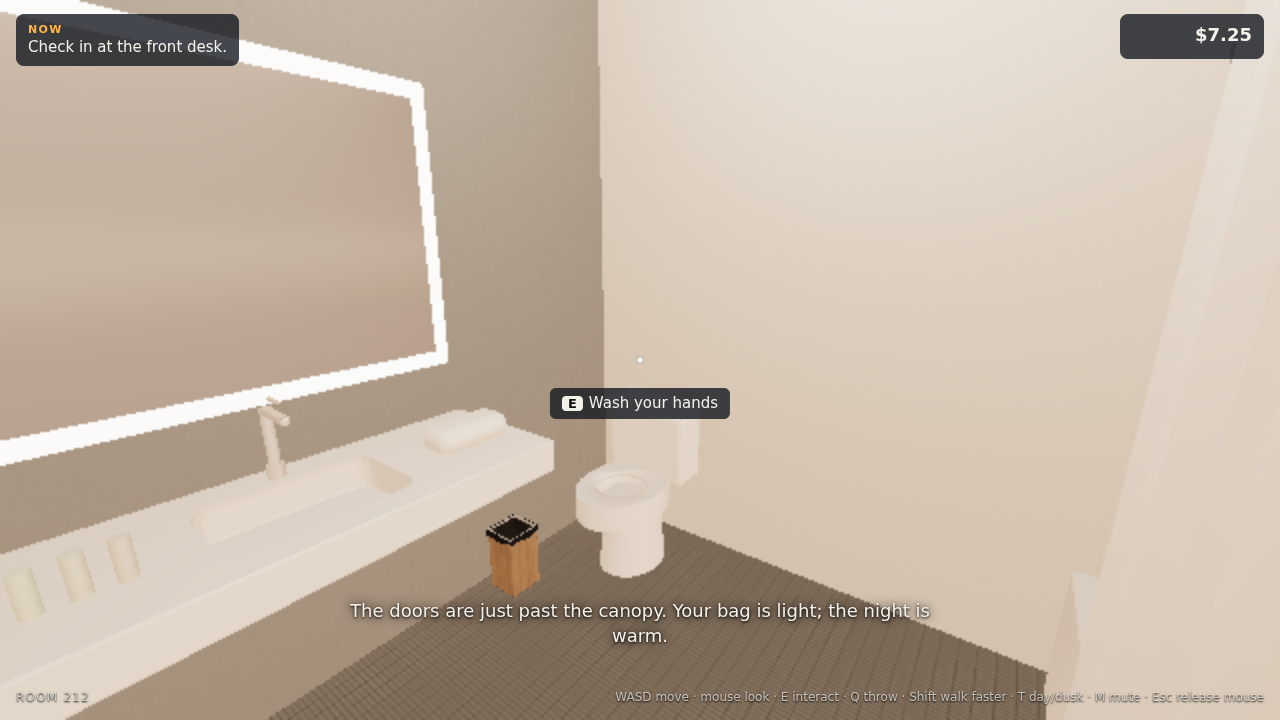 NOW
Check in at the front desk.
$7.25
E Wash your hands
The doors are just past the canopy. Your bag is light; the night is
warm.
ROOM 212
WASD move · mouse look · E interact · Q throw · Shift walk faster · T day/dusk · M mute · Esc release mouse